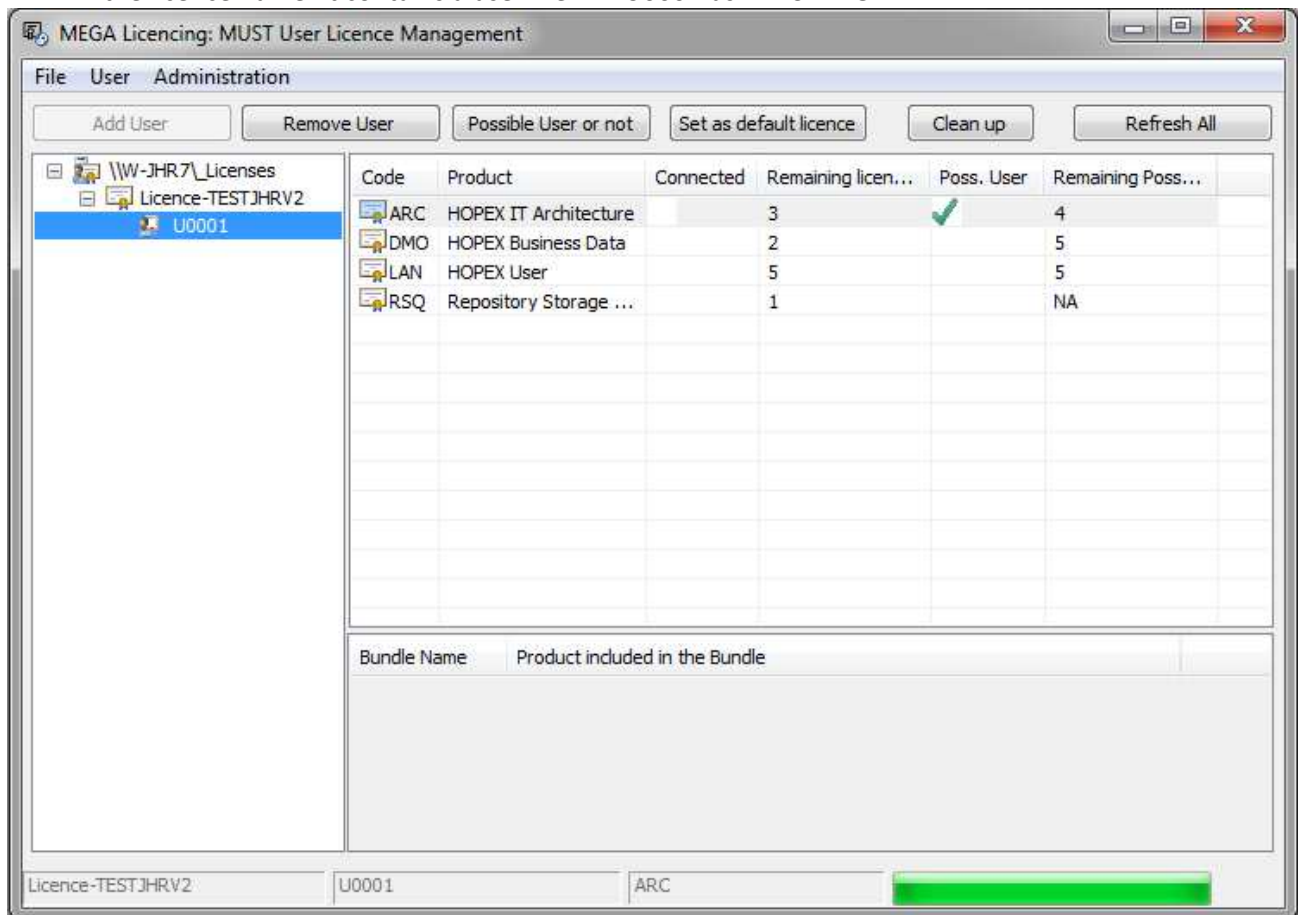 MEGA Licencing: MUST User Licence Management
File User Administration
Add User Remove User Possible User or not Set as default licence Clean up Refresh All
\\W-JHR7\_Licenses
Licence-TESTJHRV2
U0001
Code Product Connected Remaining licen... Poss. User Remaining Poss...
ARC HOPEX IT Architecture 3 4
DMO HOPEX Business Data 2 5
LAN HOPEX User 5 5
RSQ Repository Storage ... 1 NA
Bundle Name Product included in the Bundle
Licence-TESTJHRV2 U0001 ARC